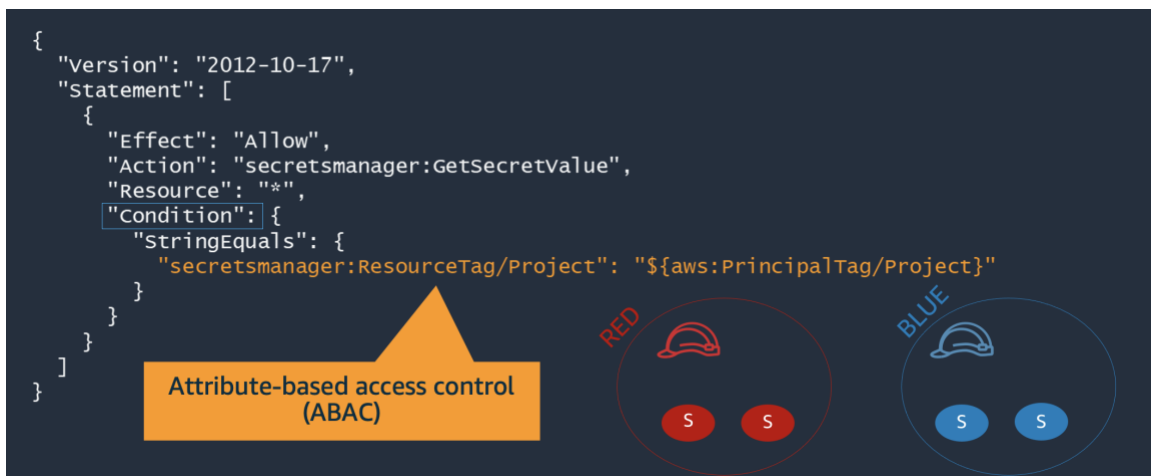 {
"Version": "2012-10-17",
"Statement": [
{
"Effect": "Allow",
"Action": "secretsmanager:GetSecretValue",
"Resource": "*",
"Condition": {
"StringEquals": {
"secretsmanager:ResourceTag/Project": "${aws:PrincipalTag/Project}"
}
}
}
]
}
Attribute-based access control
(ABAC)
RED
S S
BLUE
S S